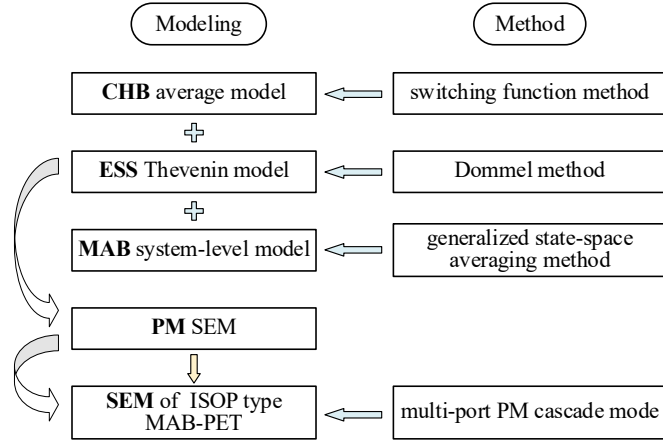 Modeling
Method
CHB average model
switching function method
ESS Thevenin model
Dommel method
MAB system-level model
generalized state-space
averaging method
PM SEM
SEM of ISOP type
MAB-PET
multi-port PM cascade mode